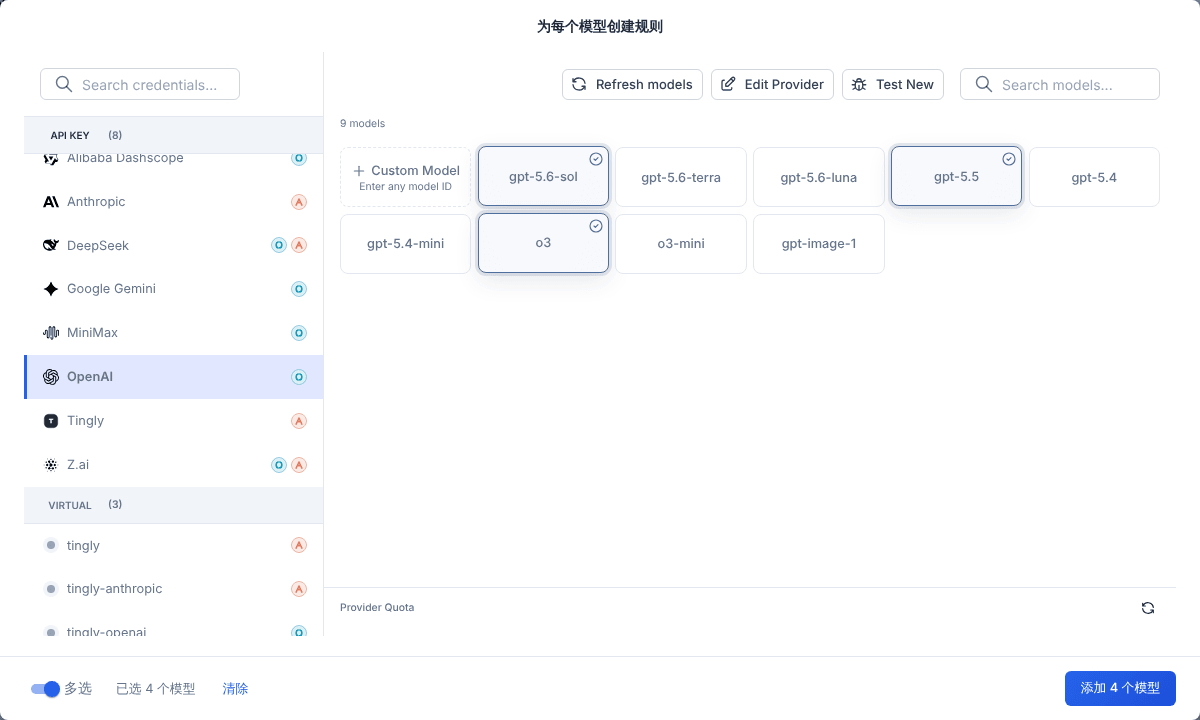 为每个模型创建规则
Search credentials...
Refresh models
Edit Provider
Test New
Search models...
API KEY (8)
Alibaba Dashscope O
Anthropic A
DeepSeek O A
Google Gemini O
MiniMax O
OpenAI O
Tingly A
Z.ai O A
VIRTUAL (3)
tingly A
tingly-anthropic A
tingly-openai O
9 models
+ Custom Model
Enter any model ID
gpt-5.6-sol
gpt-5.6-terra
gpt-5.6-luna
gpt-5.5
gpt-5.4
gpt-5.4-mini
o3
o3-mini
gpt-image-1
Provider Quota
多选
已选 4 个模型
清除
添加 4 个模型